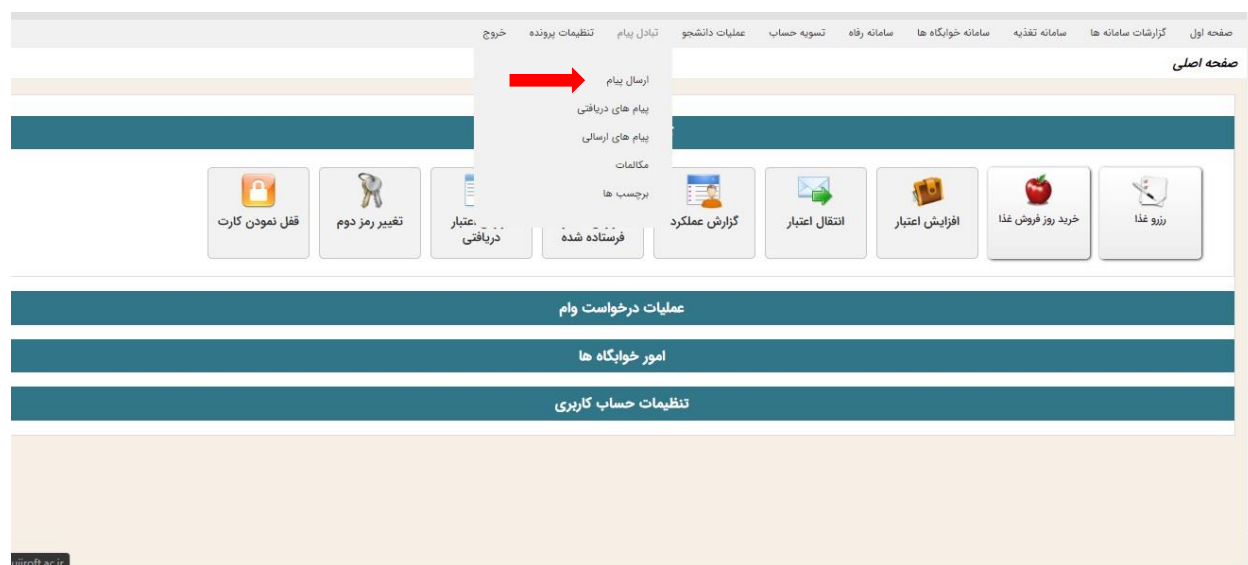 صفحه اول گزارشات سامانه ها سامانه تغذیه سامانه خوابگاه ها سامانه رفاه تسویه حساب عملیات دانشجو تبادل پیام تنظیمات پرونده خروج
صفحه اصلی
ارسال پیام
پیام های دریافتی
پیام های ارسالی
مکالمات
برچسب ها
رزرو غذا
خرید روز فروش غذا
افزایش اعتبار
انتقال اعتبار
گزارش عملکرد
فرستاده شده
اعتبار
دریافتی
تغییر رمز دوم
قفل نمودن کارت
عملیات درخواست وام
امور خوابگاه ها
تنظیمات حساب کاربری